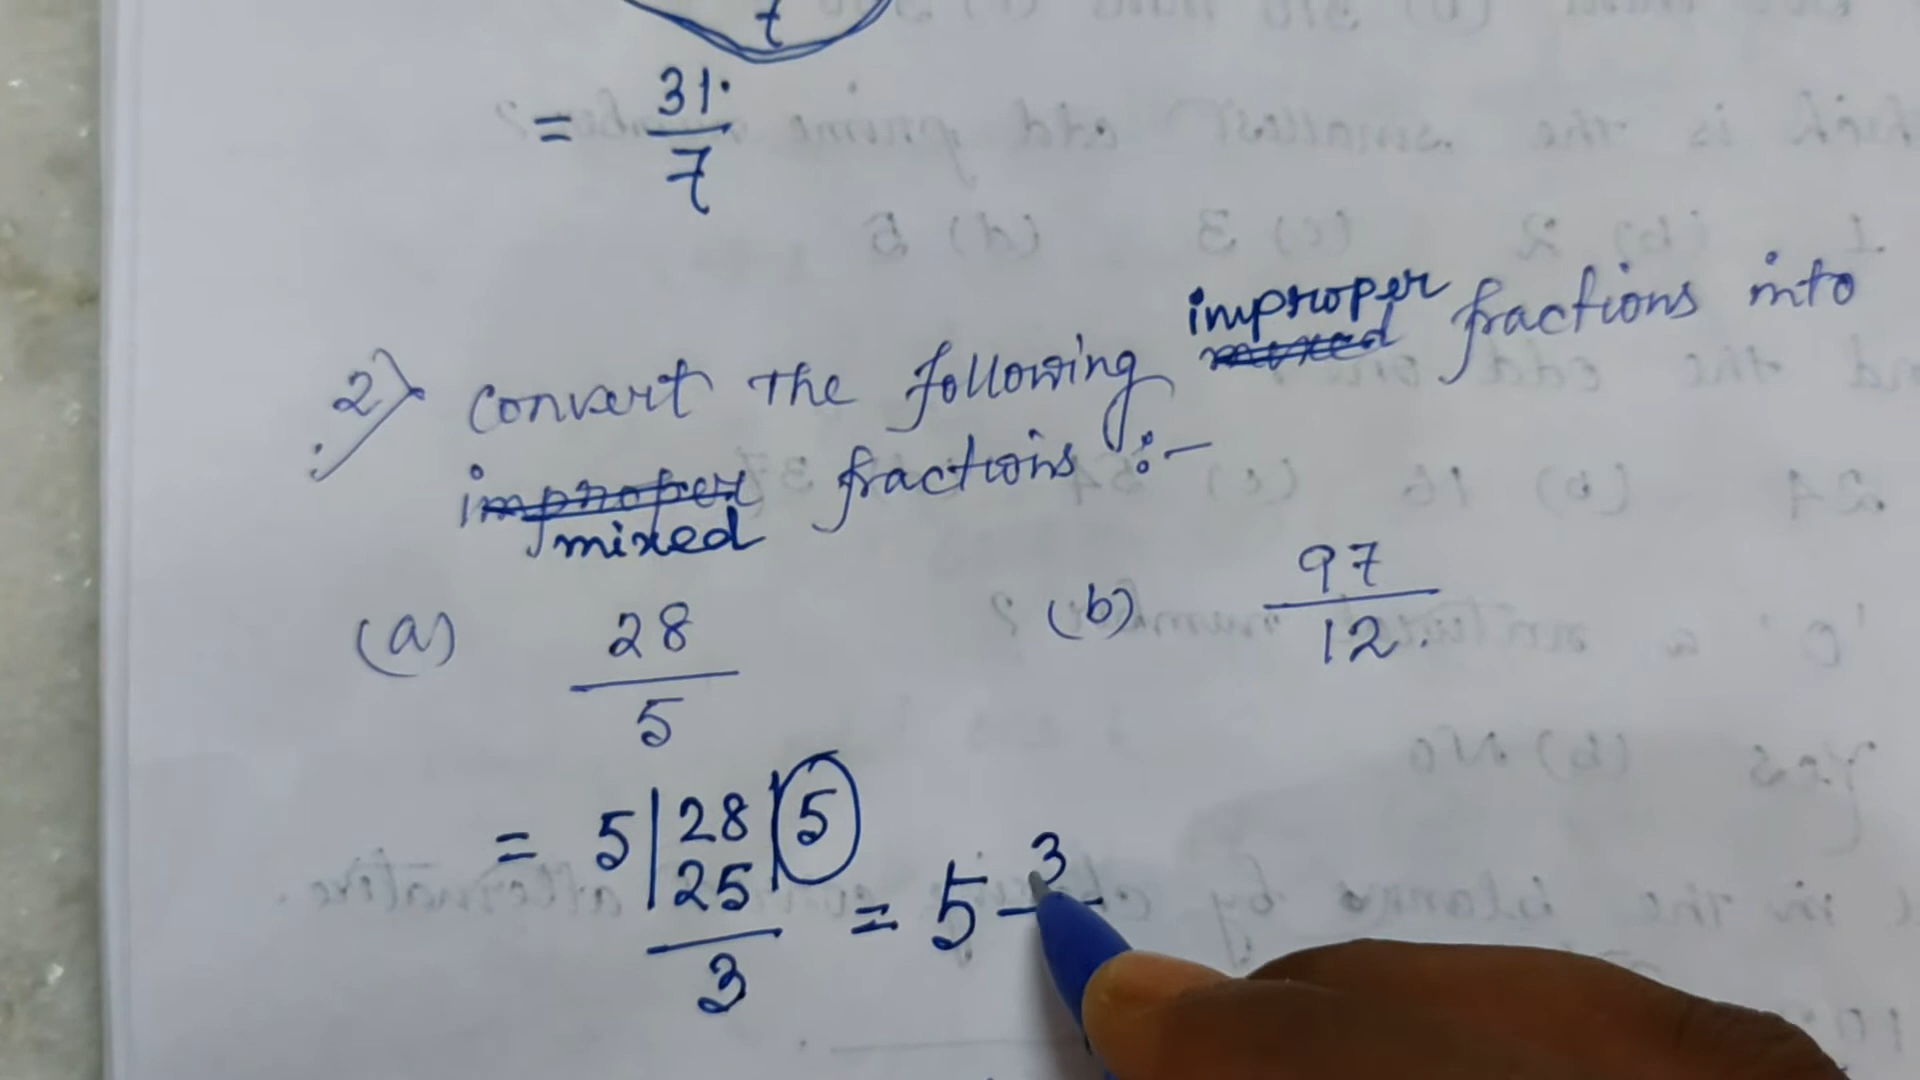 7
= 31
7
2) Convert the following improper fractions into
mixed fractions :-
(a) 28/5 (b) 97/12.
= 5 | 28 | 5
25
3 = 5 3